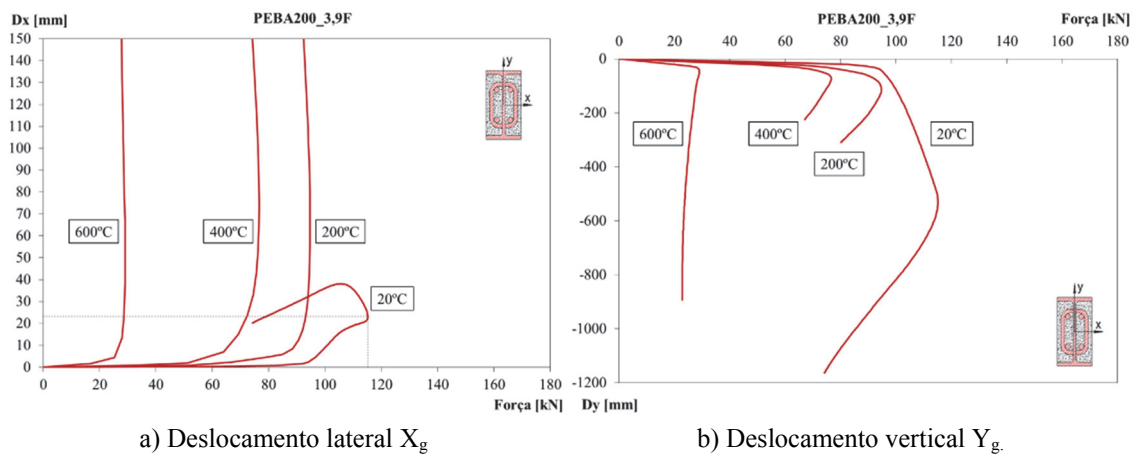 Dx [mm]
PEBA200_3,9F
150
140
130
120
110
100
90
80
70
60
50
40
30
20
10
0
y
x
600ºC
400ºC
200ºC
20ºC
0
20
40
60
80
100
120
140
160
180
Força [kN]
a) Deslocamento lateral Xg
PEBA200_3,9F
Força [kN]
0
20
40
60
80
100
120
140
160
180
0
-200
-400
-600
-800
-1000
-1200
600ºC
400ºC
200ºC
20ºC
y
x
Dy [mm]
b) Deslocamento vertical Yg.